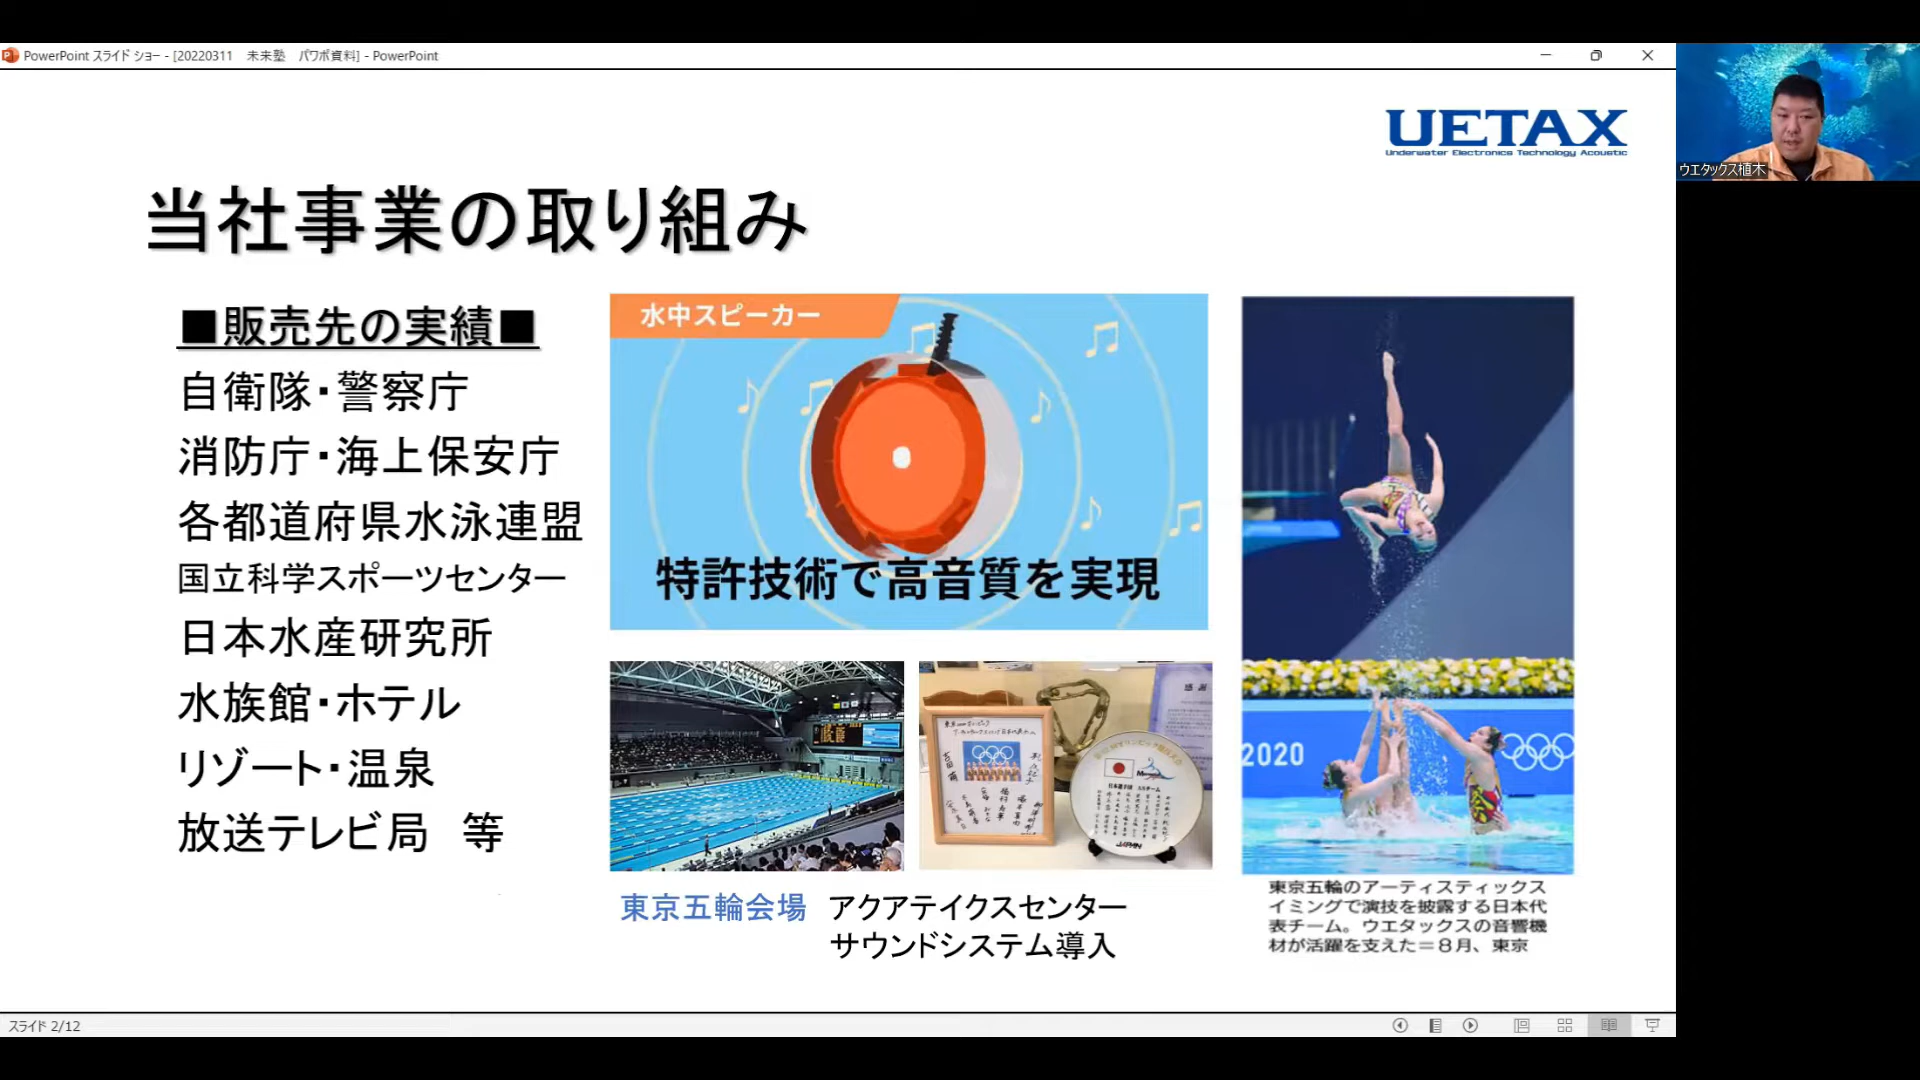 PowerPoint スライド ショー - [20220311　未来塾　パワポ資料] - PowerPoint
UETAX
Underwater Electronics Technology Acoustic
ウエタックス植木
当社事業の取り組み
■販売先の実績■
自衛隊・警察庁
消防庁・海上保安庁
各都道府県水泳連盟
国立科学スポーツセンター
日本水産研究所
水族館・ホテル
リゾート・温泉
放送テレビ局　等
水中スピーカー
特許技術で高音質を実現
感謝
JAPAN
2020
東京五輪会場　アクアテイクスセンター
サウンドシステム導入
東京五輪のアーティスティックス
イミングで演技を披露する日本代
表チーム。ウエタックスの音響機
材が活躍を支えた＝８月、東京
スライド 2/12